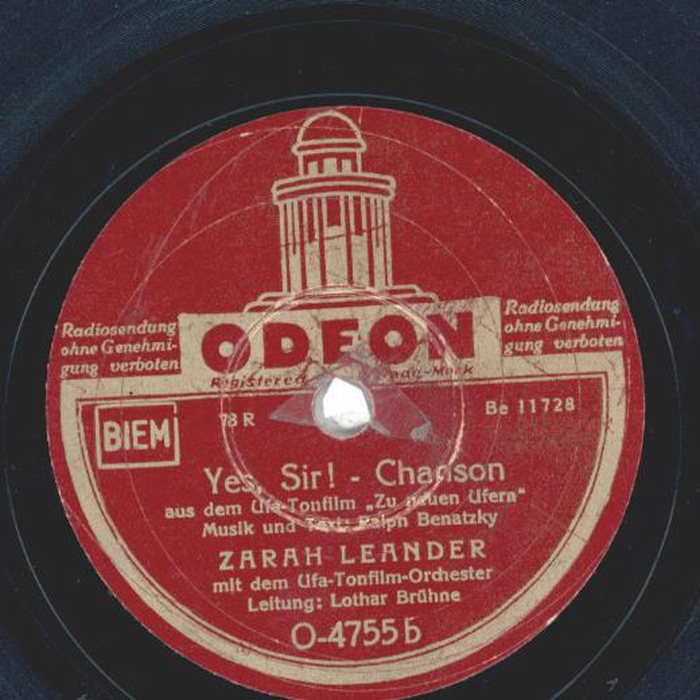 Radiosendung
ohne Genehmi-
gung verboten
ODEON
Radiosendung
ohne Genehmi-
gung verboten
Registered Trade-Mark
BIEM
78 R
Be 11728
Yes, Sir! - Chanson
aus dem Ufa-Tonfilm „Zu neuen Ufern"
Musik und Text: Ralph Benatzky
ZARAH LEANDER
mit dem Ufa-Tonfilm-Orchester
Leitung: Lothar Brühne
O-4755 b